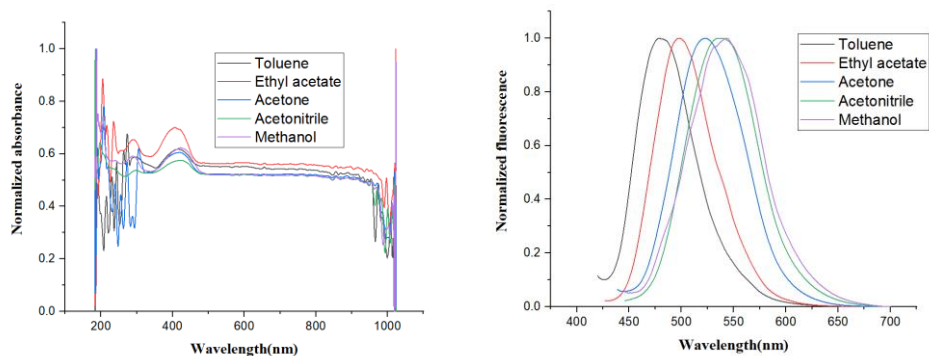 1.0
0.8
0.6
0.4
0.2
0.0
Normalized absorbance
Toluene
Ethyl acetate
Acetone
Acetonitrile
Methanol
200 400 600 800 1000
Wavelength(nm)
1.0
0.8
0.6
0.4
0.2
0.0
Normalized fluorescence
Toluene
Ethyl acetate
Acetone
Acetonitrile
Methanol
400 450 500 550 600 650 700
Wavelength(nm)